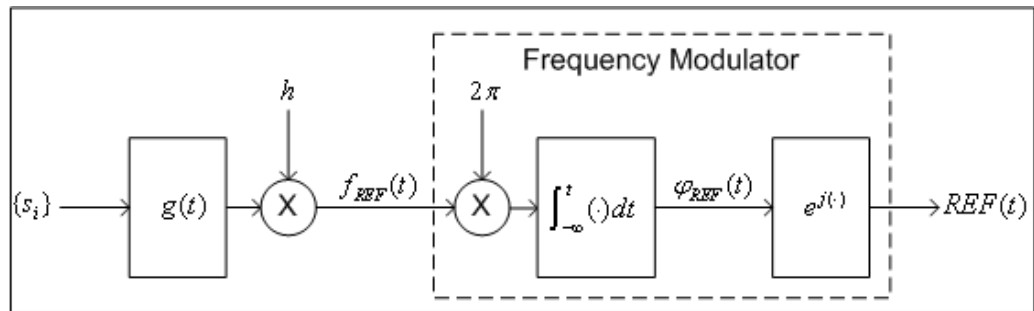 Frequency Modulator
h
2π
{s_i}
g(t)
X
f_REF(t)
X
∫_{-∞}^{t}(·)dt
φ_REF(t)
e^{j(·)}
REF(t)